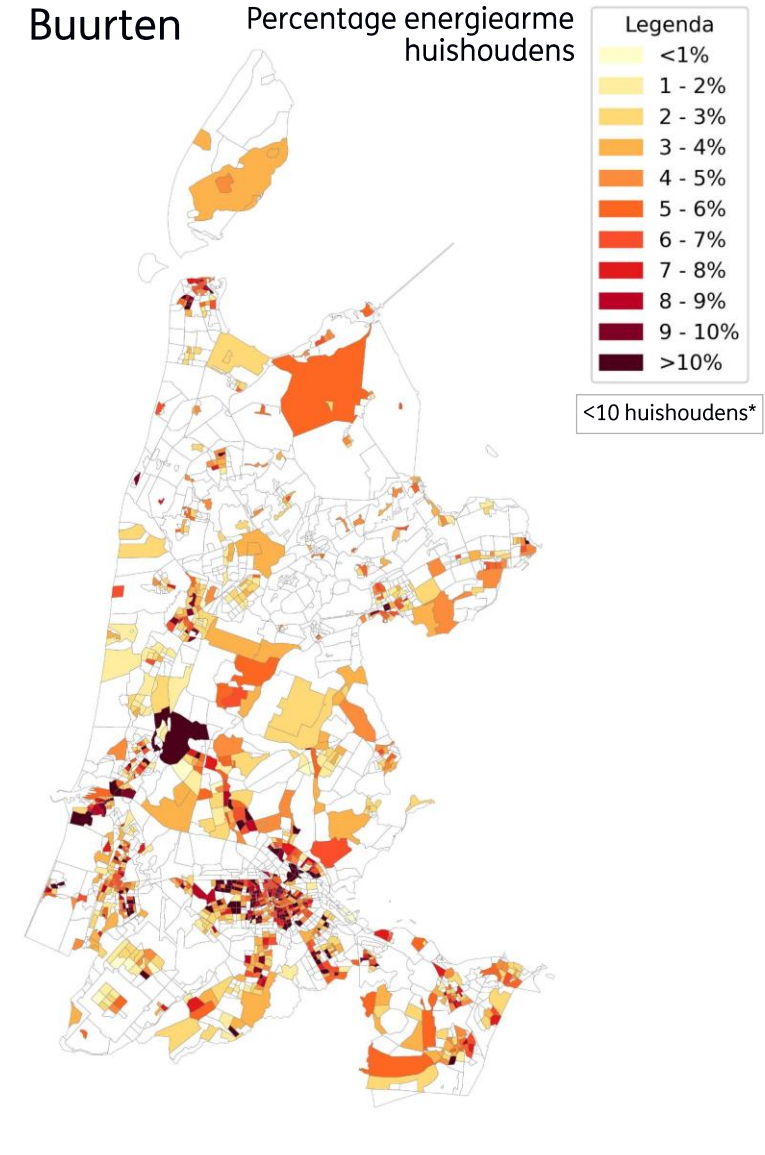 Buurten
Percentage energiearme
huishoudens
Legenda
<1%
1 - 2%
2 - 3%
3 - 4%
4 - 5%
5 - 6%
6 - 7%
7 - 8%
8 - 9%
9 - 10%
>10%
<10 huishoudens*